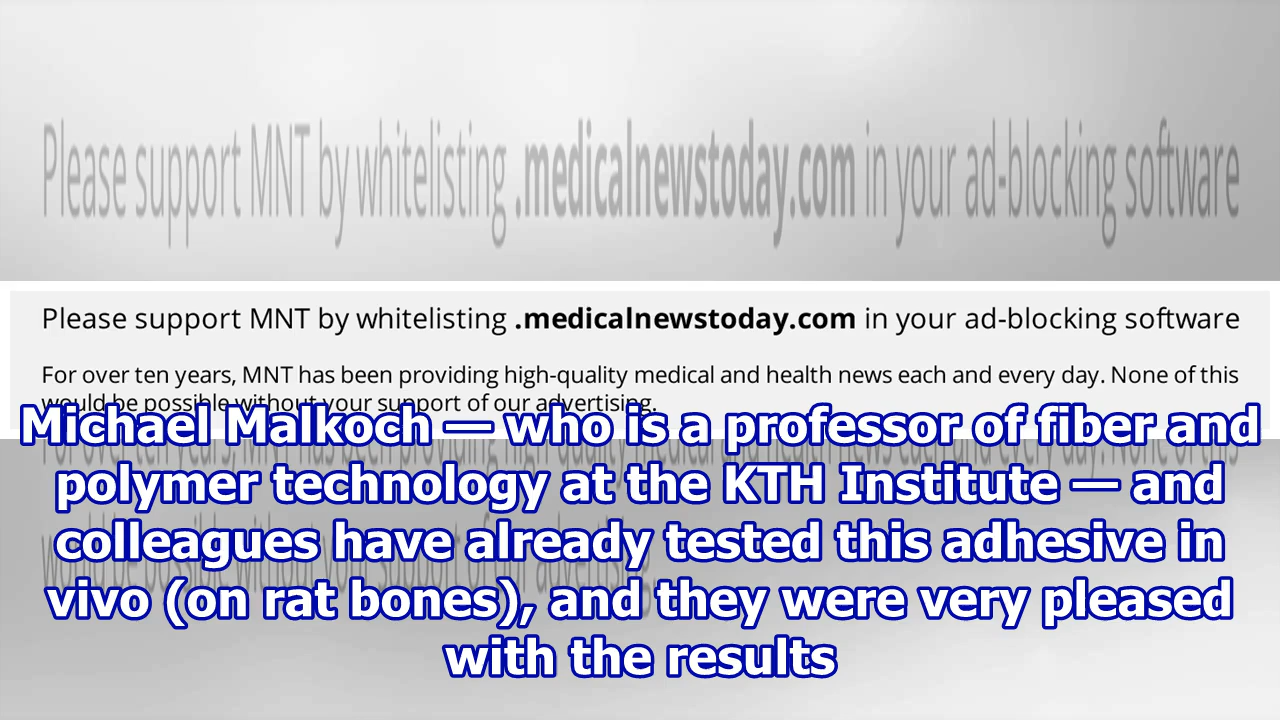 Please support MNT by whitelisting .medicalnewstoday.com in your ad-blocking software
Please support MNT by whitelisting .medicalnewstoday.com in your ad-blocking software
For over ten years, MNT has been providing high-quality medical and health news each and every day. None of this
would be possible without your support of our advertising.
Michael Malkoch — who is a professor of fiber and
polymer technology at the KTH Institute — and
colleagues have already tested this adhesive in
vivo (on rat bones), and they were very pleased
with the results